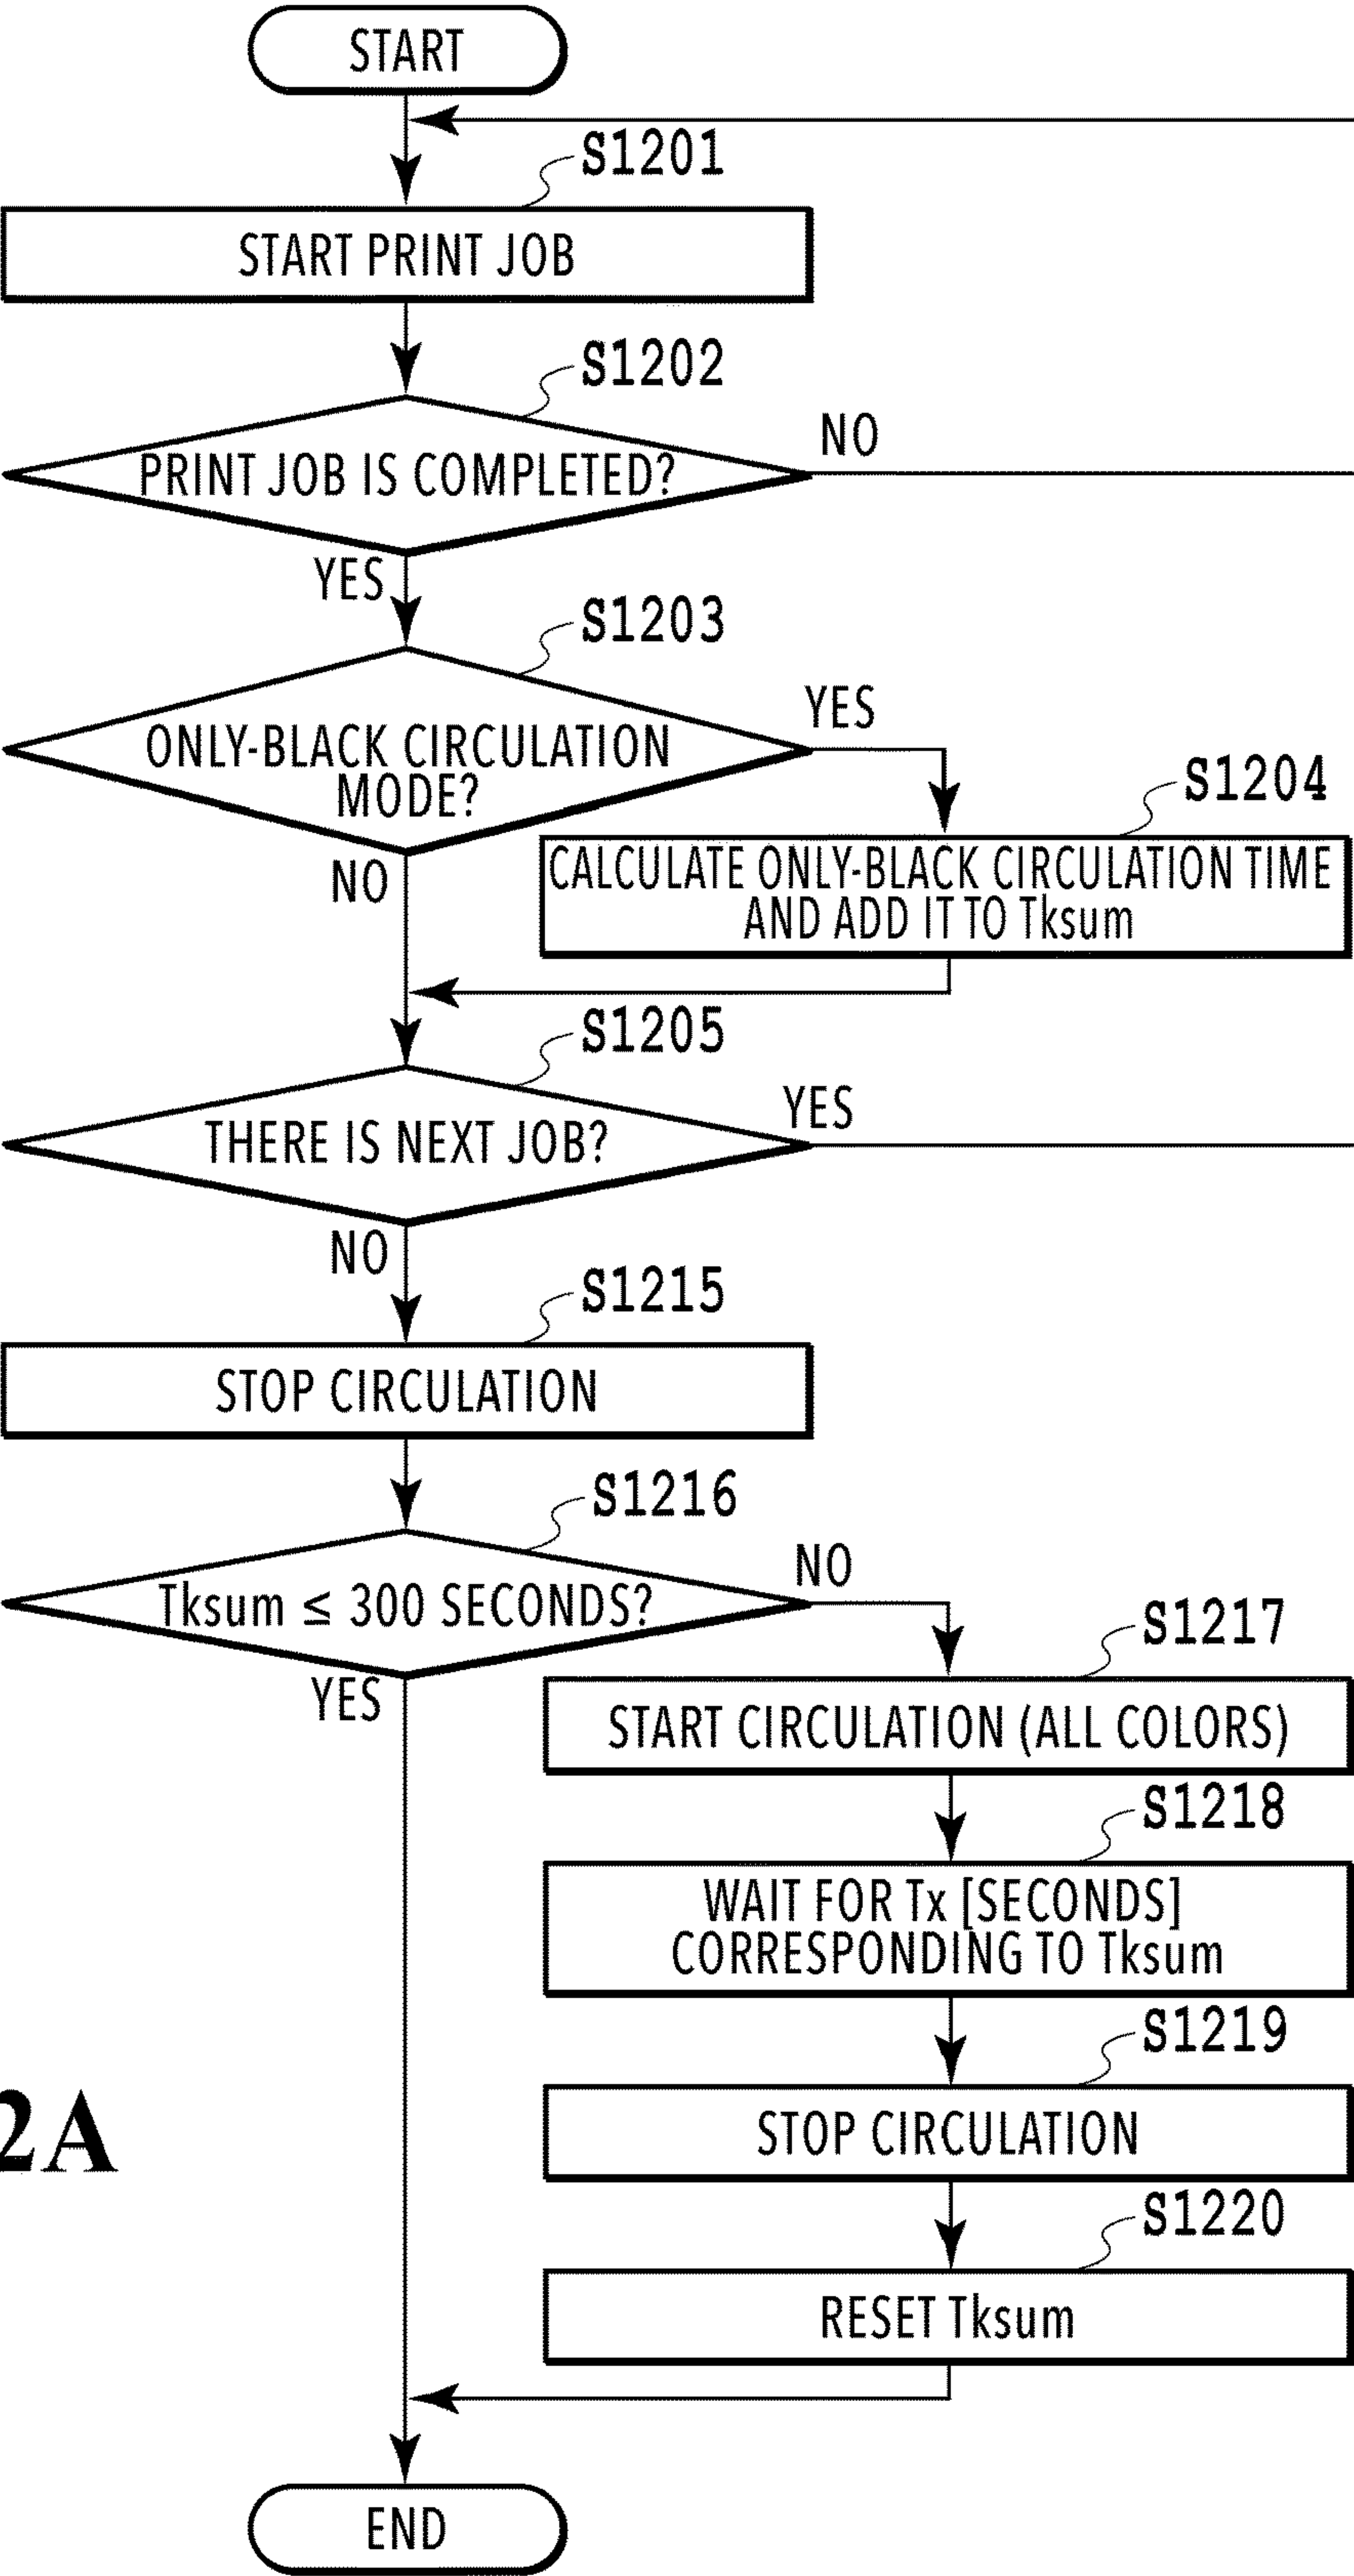 START
S1201
START PRINT JOB
S1202
PRINT JOB IS COMPLETED?
NO
YES
S1203
ONLY-BLACK CIRCULATION
MODE?
YES
NO
S1204
CALCULATE ONLY-BLACK CIRCULATION TIME
AND ADD IT TO Tksum
S1205
THERE IS NEXT JOB?
YES
NO
S1215
STOP CIRCULATION
S1216
Tksum ≤ 300 SECONDS?
NO
YES
S1217
START CIRCULATION (ALL COLORS)
S1218
WAIT FOR Tx [SECONDS]
CORRESPONDING TO Tksum
S1219
STOP CIRCULATION
2A
S1220
RESET Tksum
END